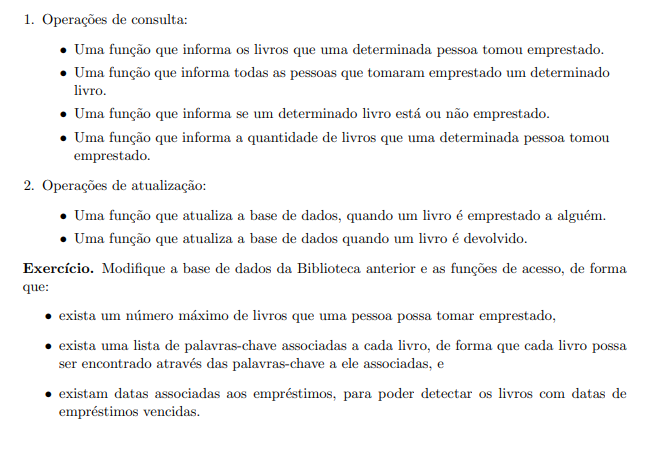 1. Operações de consulta:
• Uma função que informa os livros que uma determinada pessoa tomou emprestado.
• Uma função que informa todas as pessoas que tomaram emprestado um determinado
livro.
• Uma função que informa se um determinado livro está ou não emprestado.
• Uma função que informa a quantidade de livros que uma determinada pessoa tomou
emprestado.
2. Operações de atualização:
• Uma função que atualiza a base de dados, quando um livro é emprestado a alguém.
• Uma função que atualiza a base de dados quando um livro é devolvido.
Exercício. Modifique a base de dados da Biblioteca anterior e as funções de acesso, de forma
que:
• exista um número máximo de livros que uma pessoa possa tomar emprestado,
• exista uma lista de palavras-chave associadas a cada livro, de forma que cada livro possa
ser encontrado através das palavras-chave a ele associadas, e
• existam datas associadas aos empréstimos, para poder detectar os livros com datas de
empréstimos vencidas.